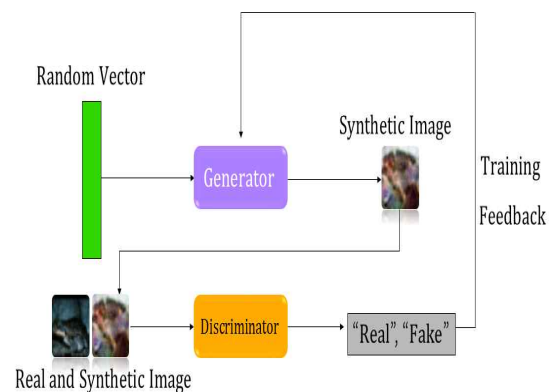 Random Vector
Synthetic Image
Generator
Training
Feedback
Discriminator
“Real”, “Fake”
Real and Synthetic Image